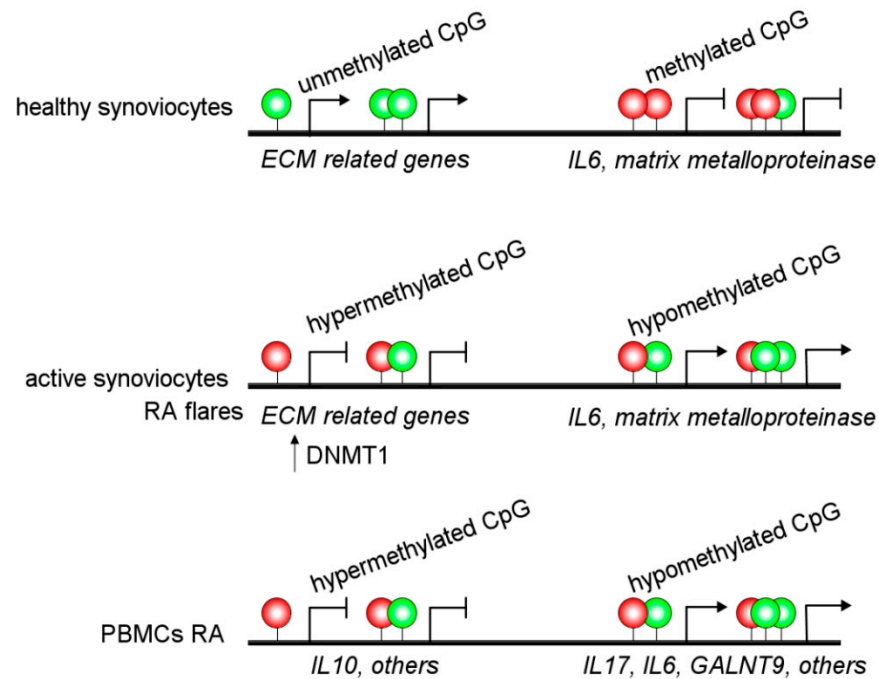 unmethylated CpG
methylated CpG
healthy synoviocytes
ECM related genes
IL6, matrix metalloproteinase
hypermethylated CpG
hypomethylated CpG
active synoviocytes
RA flares
ECM related genes
IL6, matrix metalloproteinase
DNMT1
hypermethylated CpG
hypomethylated CpG
PBMCs RA
IL10, others
IL17, IL6, GALNT9, others